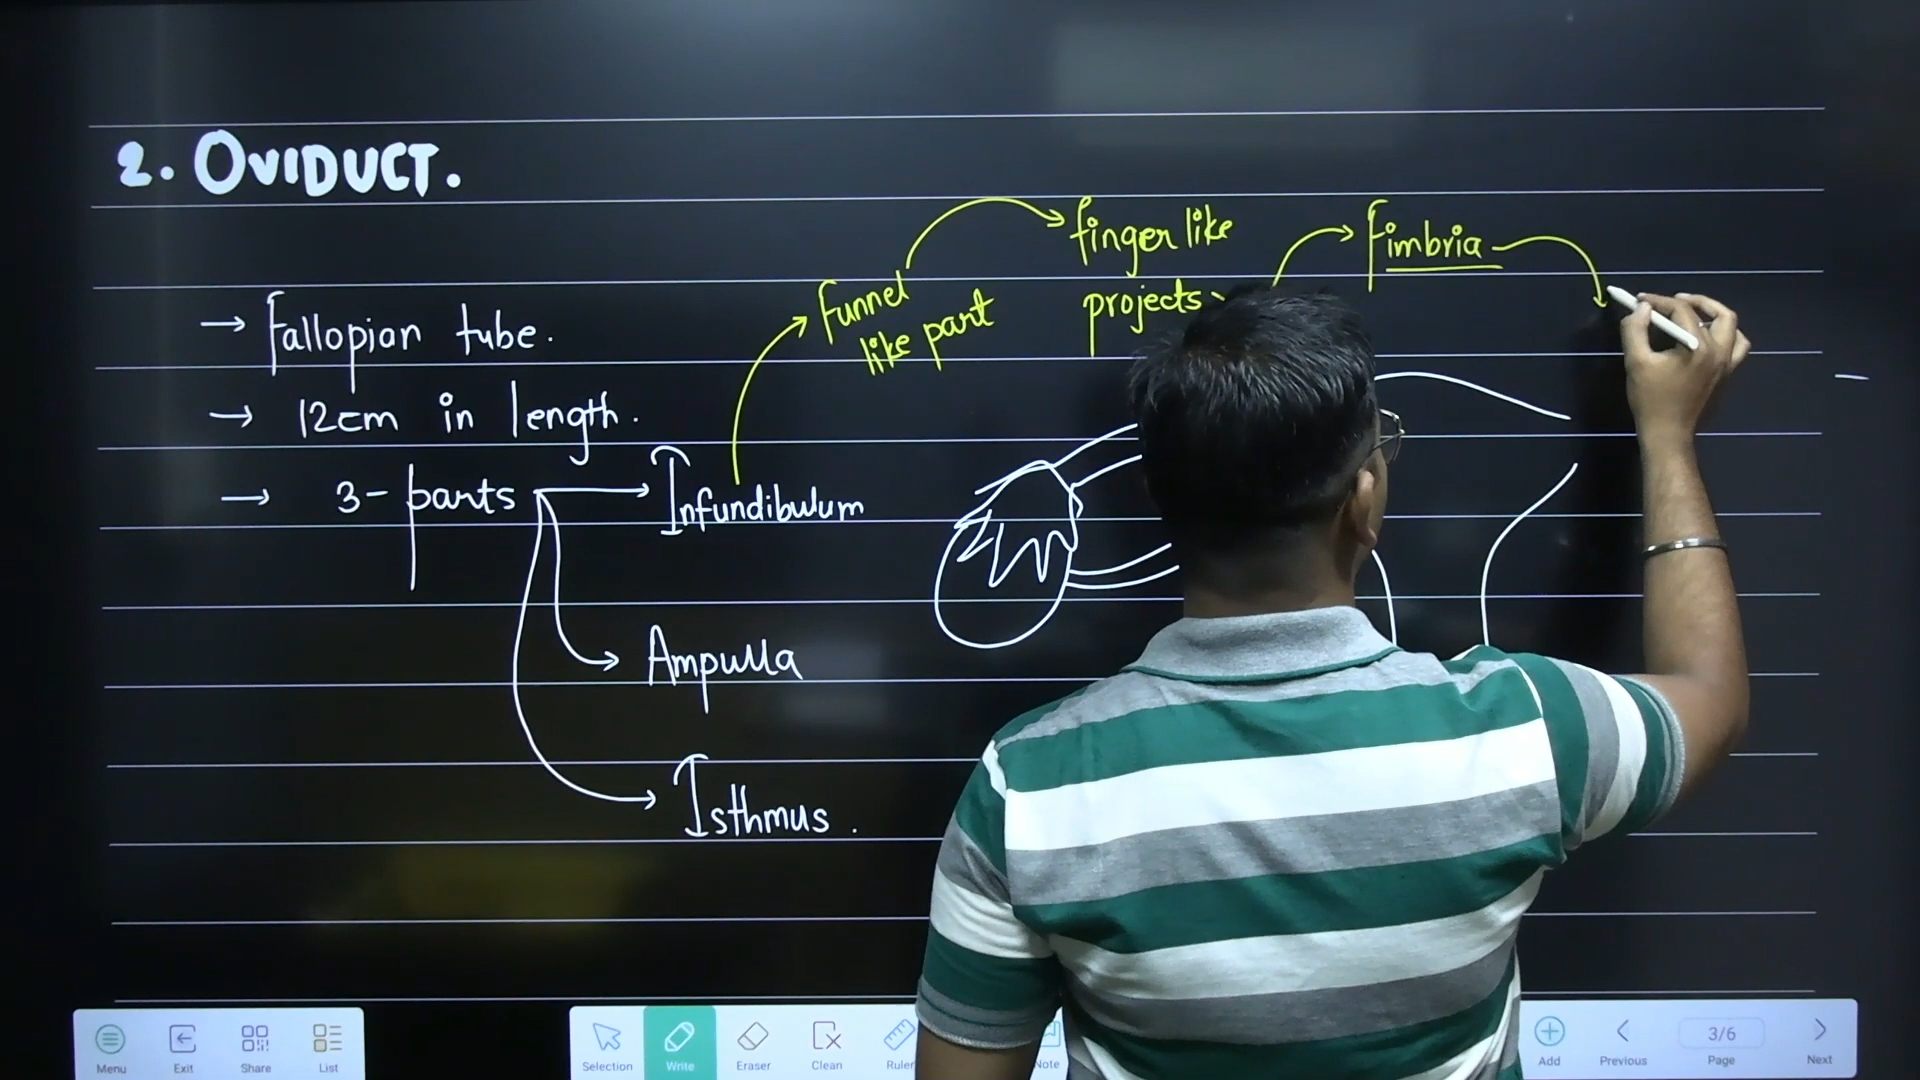 2. OVIDUCT.
→ Fallopian tube.
→ 12cm in length.
→ 3-parts → Infundibulum
Ampulla
Isthmus.
Funnel
like part
finger like
projects
Fimbria
Menu
Exit
Share
List
Selection
Write
Eraser
Clean
Ruler
Note
Add
Previous
3/6
Page
Next